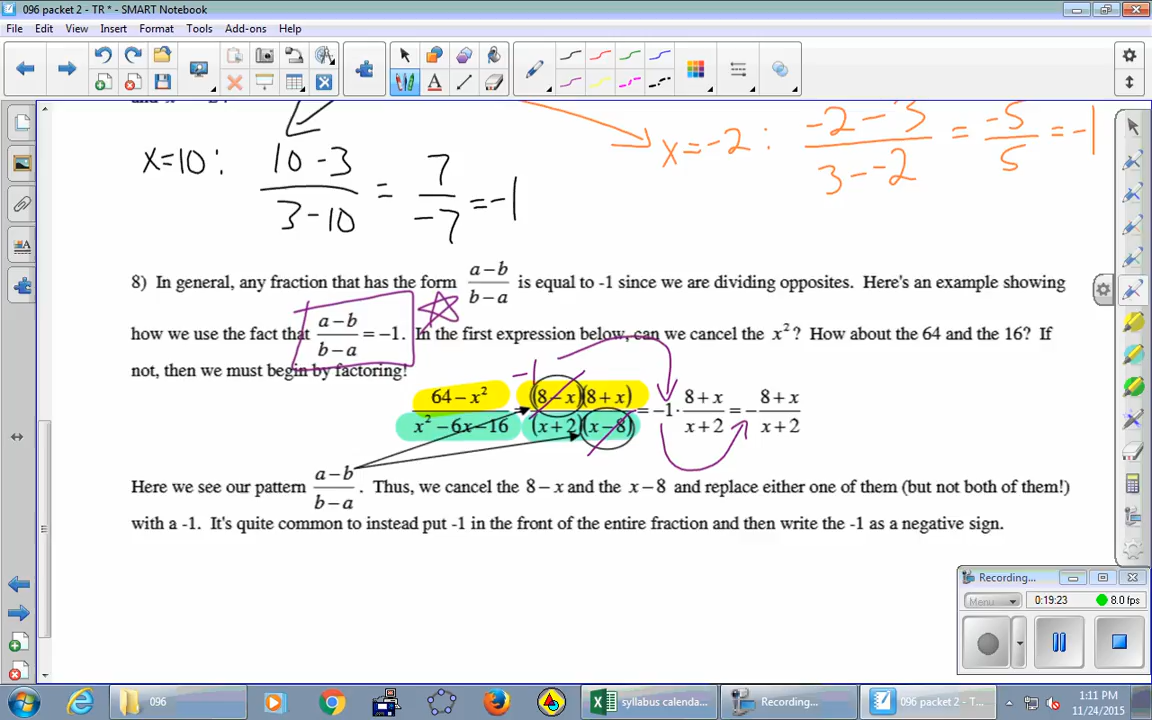 096 packet 2 - TR * - SMART Notebook
File Edit View Insert Format Tools Add-ons Help
x=10: 10-3/3-10 = 7/-7 = -1
x=-2: -2-3/3--2 = -5/5 = -1
8) In general, any fraction that has the form a-b/b-a is equal to -1 since we are dividing opposites. Here's an example showing
how we use the fact that a-b/b-a = -1. In the first expression below, can we cancel the x²? How about the 64 and the 16? If
not, then we must begin by factoring!
-1
64-x²/x²-6x-16 = (8-x)(8+x)/(x+2)(x-8) = -1· 8+x/x+2 = - 8+x/x+2
Here we see our pattern a-b/b-a. Thus, we cancel the 8-x and the x-8 and replace either one of them (but not both of them!)
with a -1. It's quite common to instead put -1 in the front of the entire fraction and then write the -1 as a negative sign.
Recording...
Menu 0:19:23 8.0 fps
096
syllabus calenda...
Recording...
096 packet 2 - TR ...
1:11 PM
11/24/2015